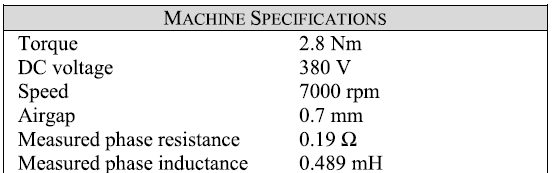 MACHINE SPECIFICATIONS
Torque 2.8 Nm
DC voltage 380 V
Speed 7000 rpm
Airgap 0.7 mm
Measured phase resistance 0.19 Ω
Measured phase inductance 0.489 mH